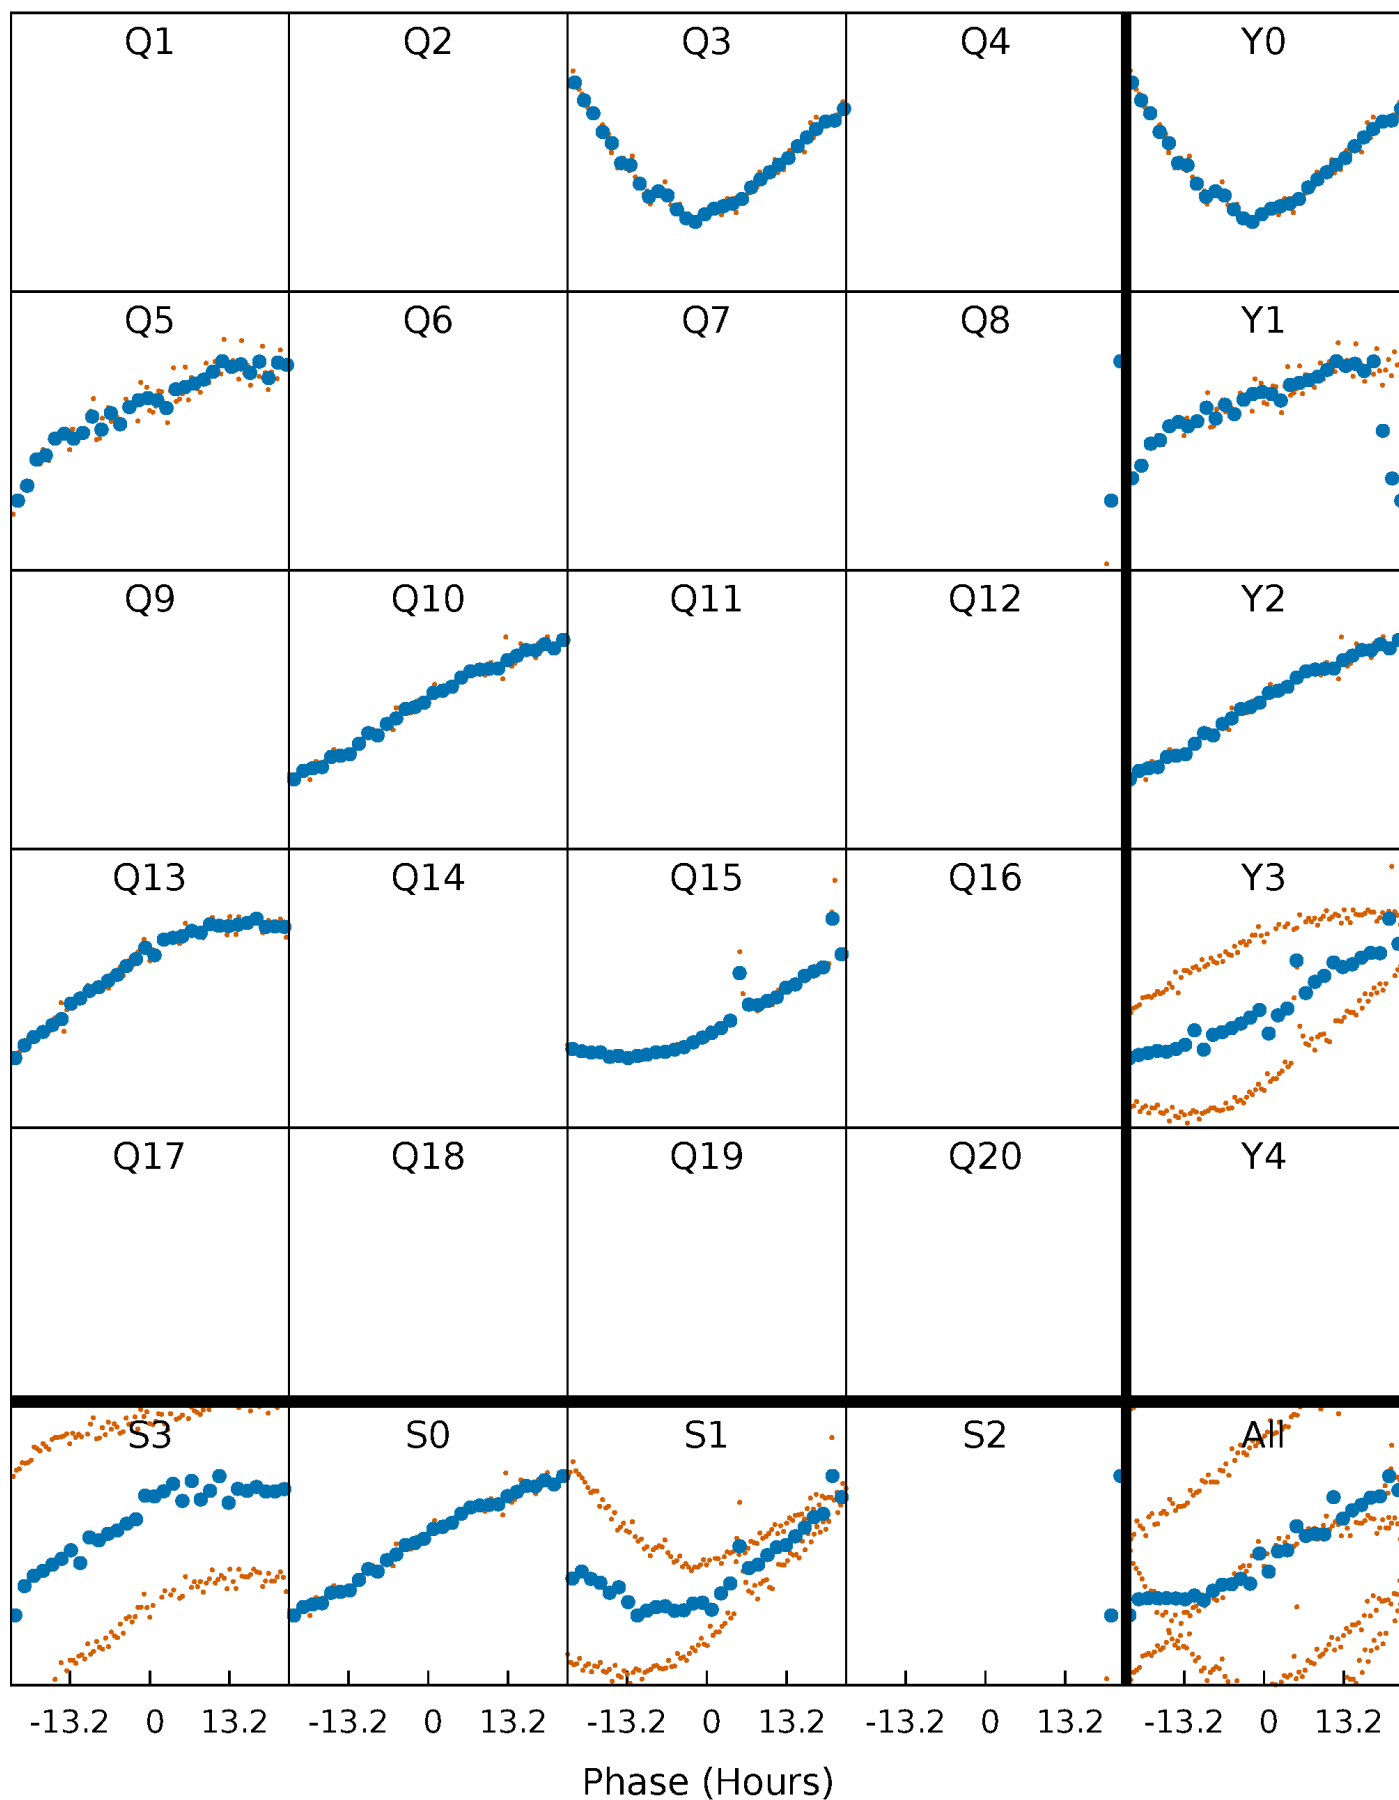 Q1 Q2 Q3 Q4 Y0
Q5 Q6 Q7 Q8 Y1
Q9 Q10 Q11 Q12 Y2
Q13 Q14 Q15 Q16 Y3
Q17 Q18 Q19 Q20 Y4
S3 S0 S1 S2 All
-13.2 0 13.2 -13.2 0 13.2 -13.2 0 13.2 -13.2 0 13.2 -13.2 0 13.2
Phase (Hours)